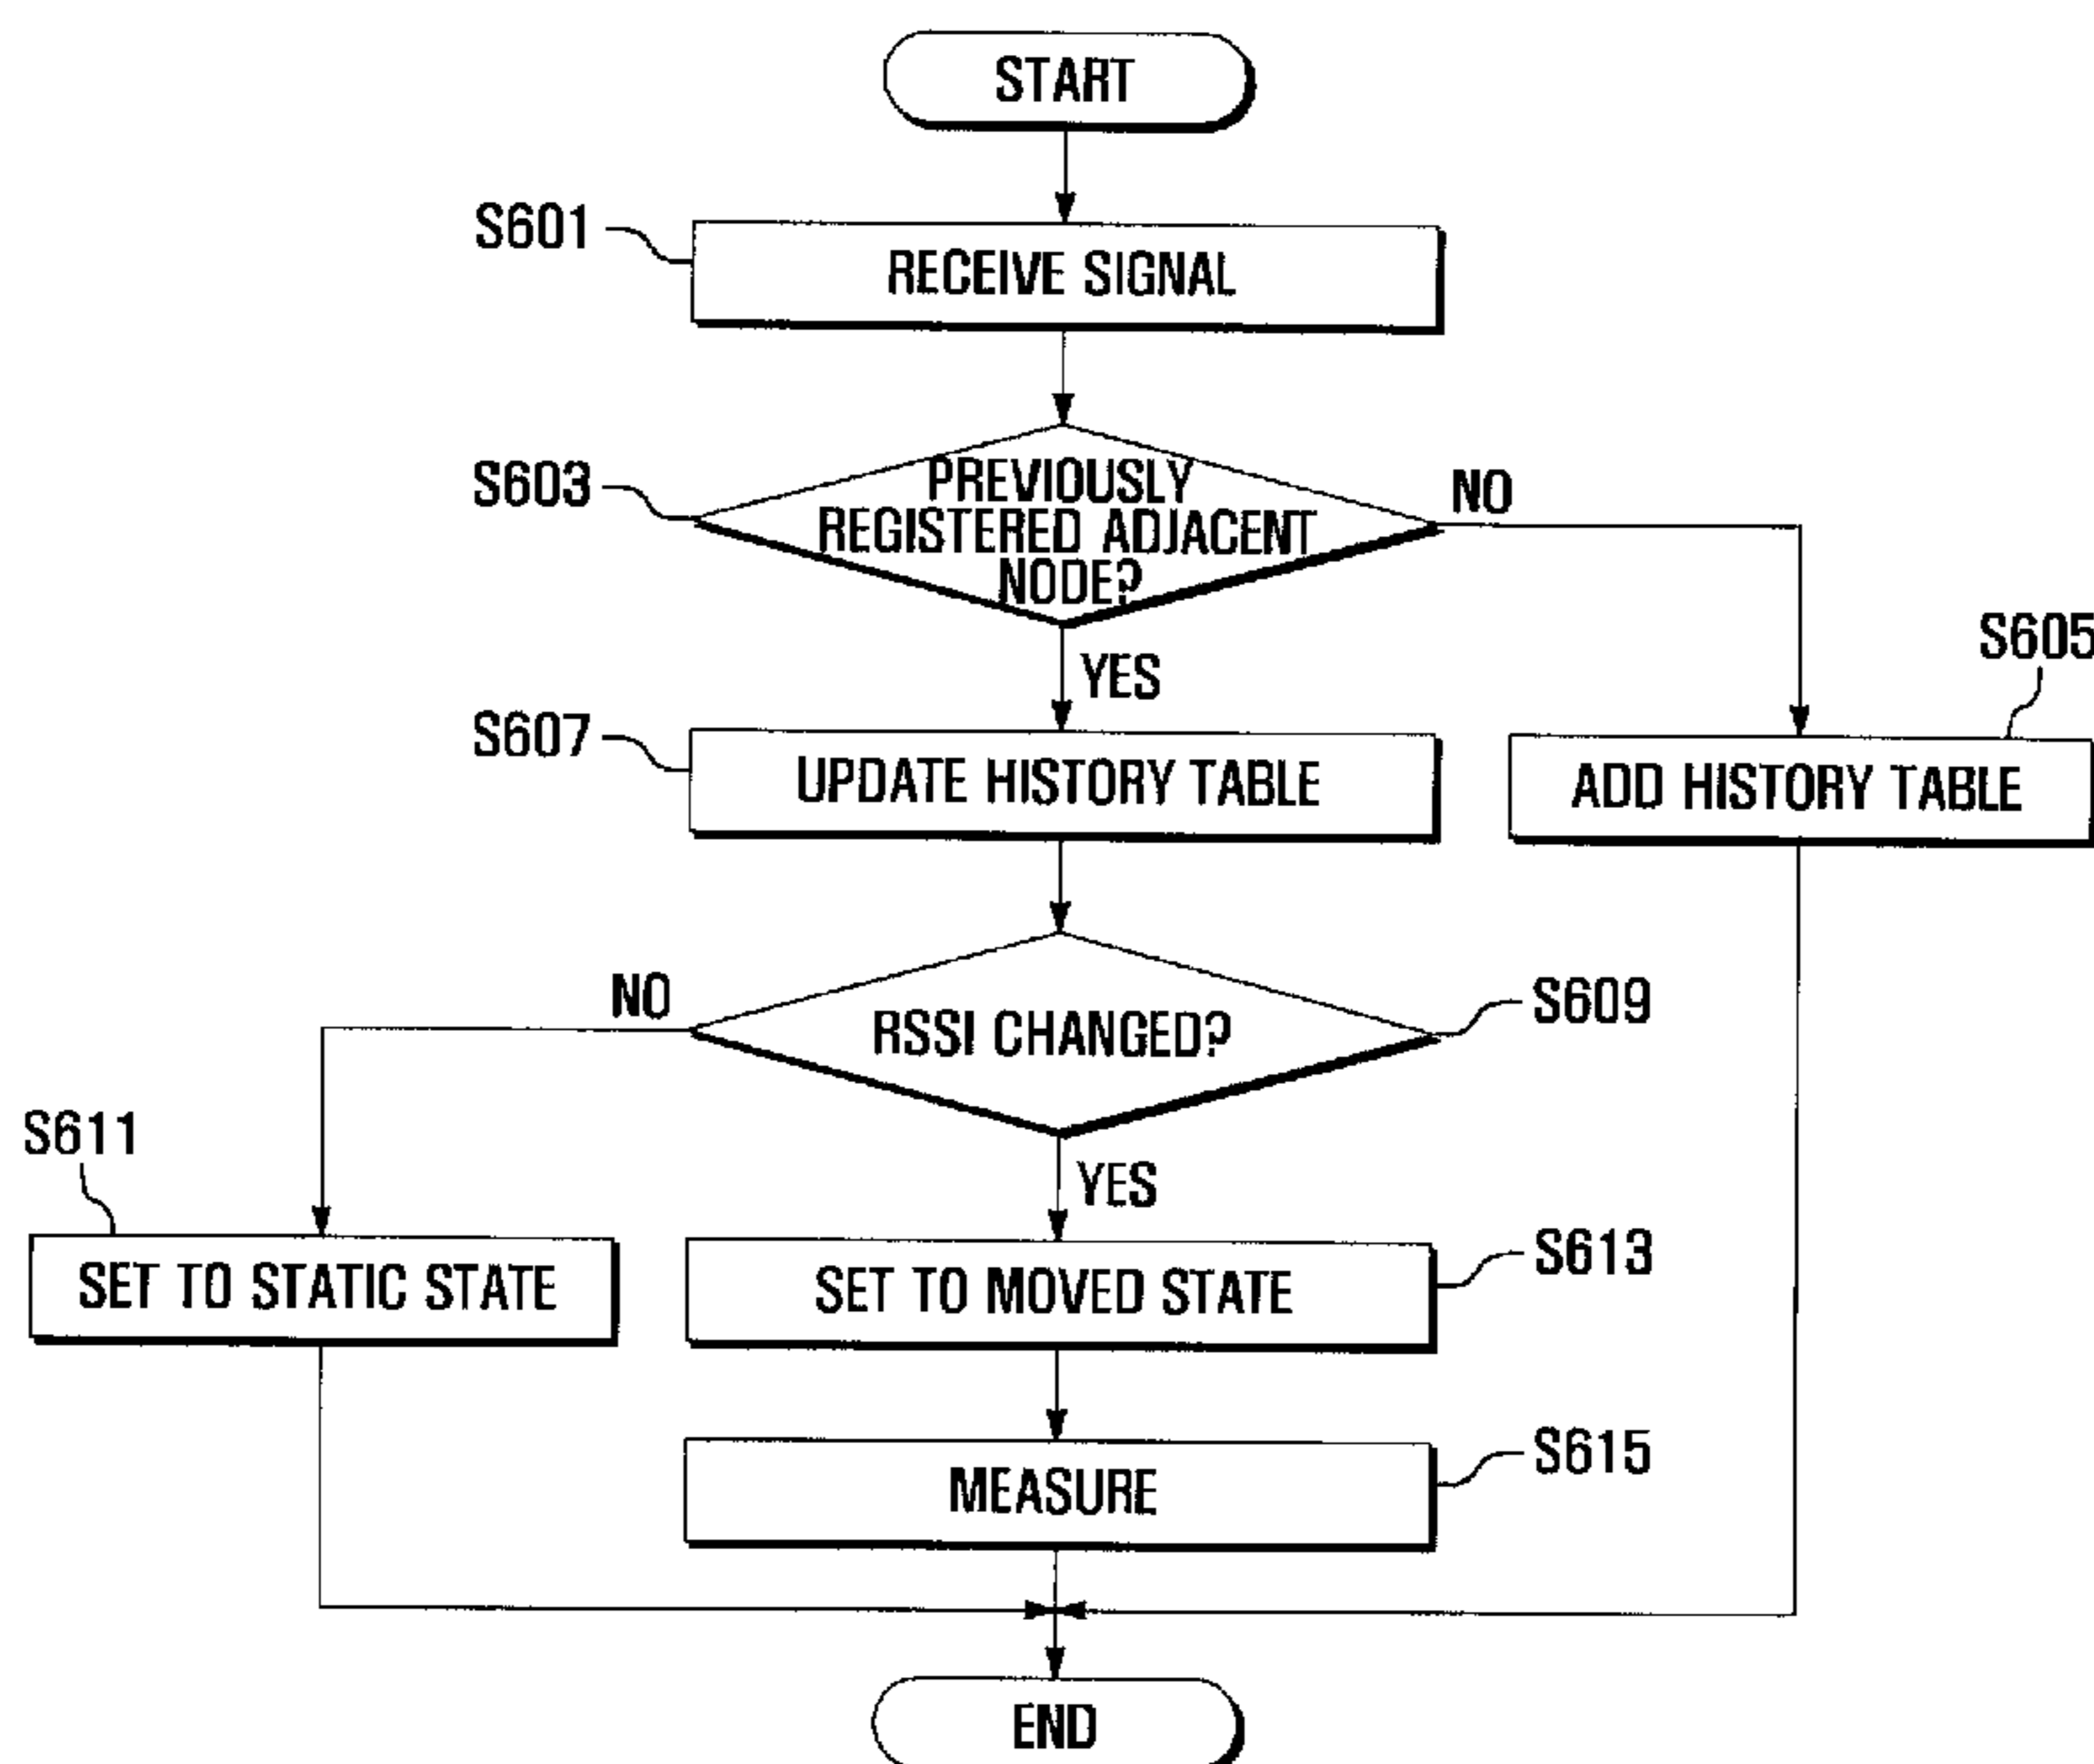 START
S601
RECEIVE SIGNAL
S603
PREVIOUSLY
REGISTERED ADJACENT
NODE?
NO
YES
S605
S607
UPDATE HISTORY TABLE
ADD HISTORY TABLE
NO
RSSI CHANGED?
S609
S611
YES
SET TO STATIC STATE
SET TO MOVED STATE
S613
MEASURE
S615
END